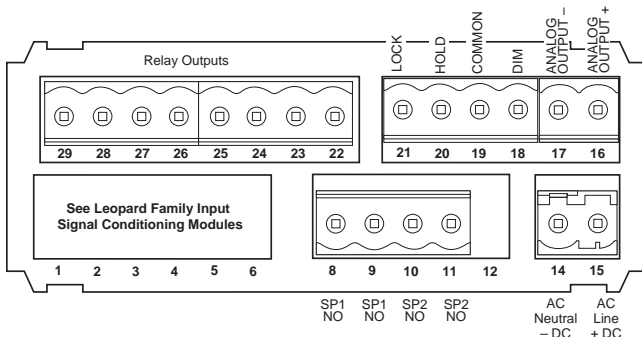 Relay Outputs
LOCK
HOLD
COMMON
DIM
ANALOG
OUTPUT –
ANALOG
OUTPUT +
29 28 27 26 25 24 23 22
21 20 19 18 17 16
See Leopard Family Input
Signal Conditioning Modules
1 2 3 4 5 6
8 9 10 11 12
14 15
SP1
NO
SP1
NO
SP2
NO
SP2
NO
AC
Neutral
– DC
AC
Line
+ DC